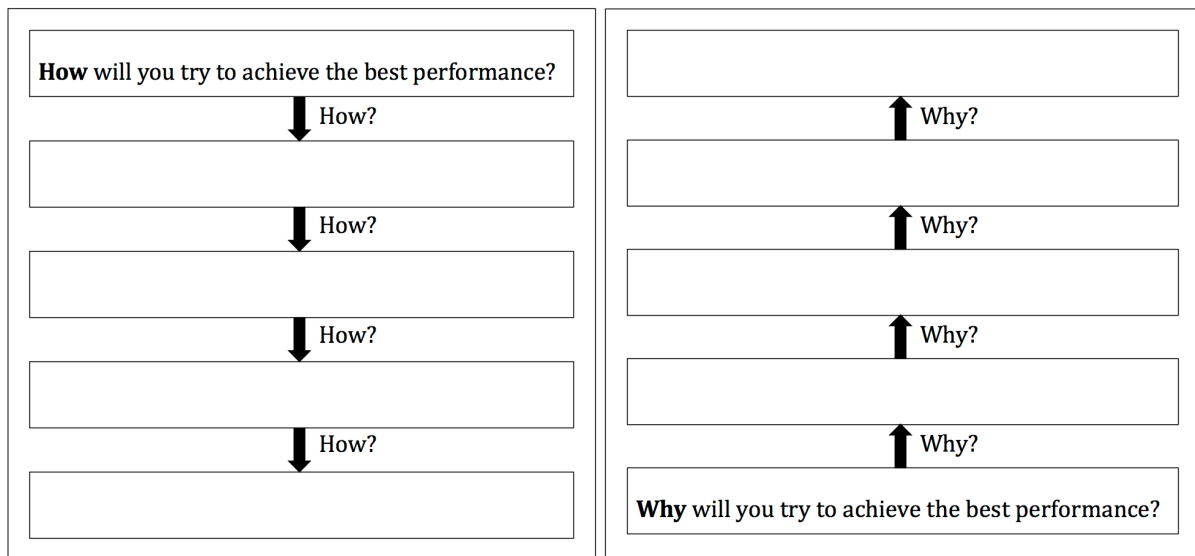 How will you try to achieve the best performance?
How?
How?
How?
How?
Why?
Why?
Why?
Why?
Why will you try to achieve the best performance?